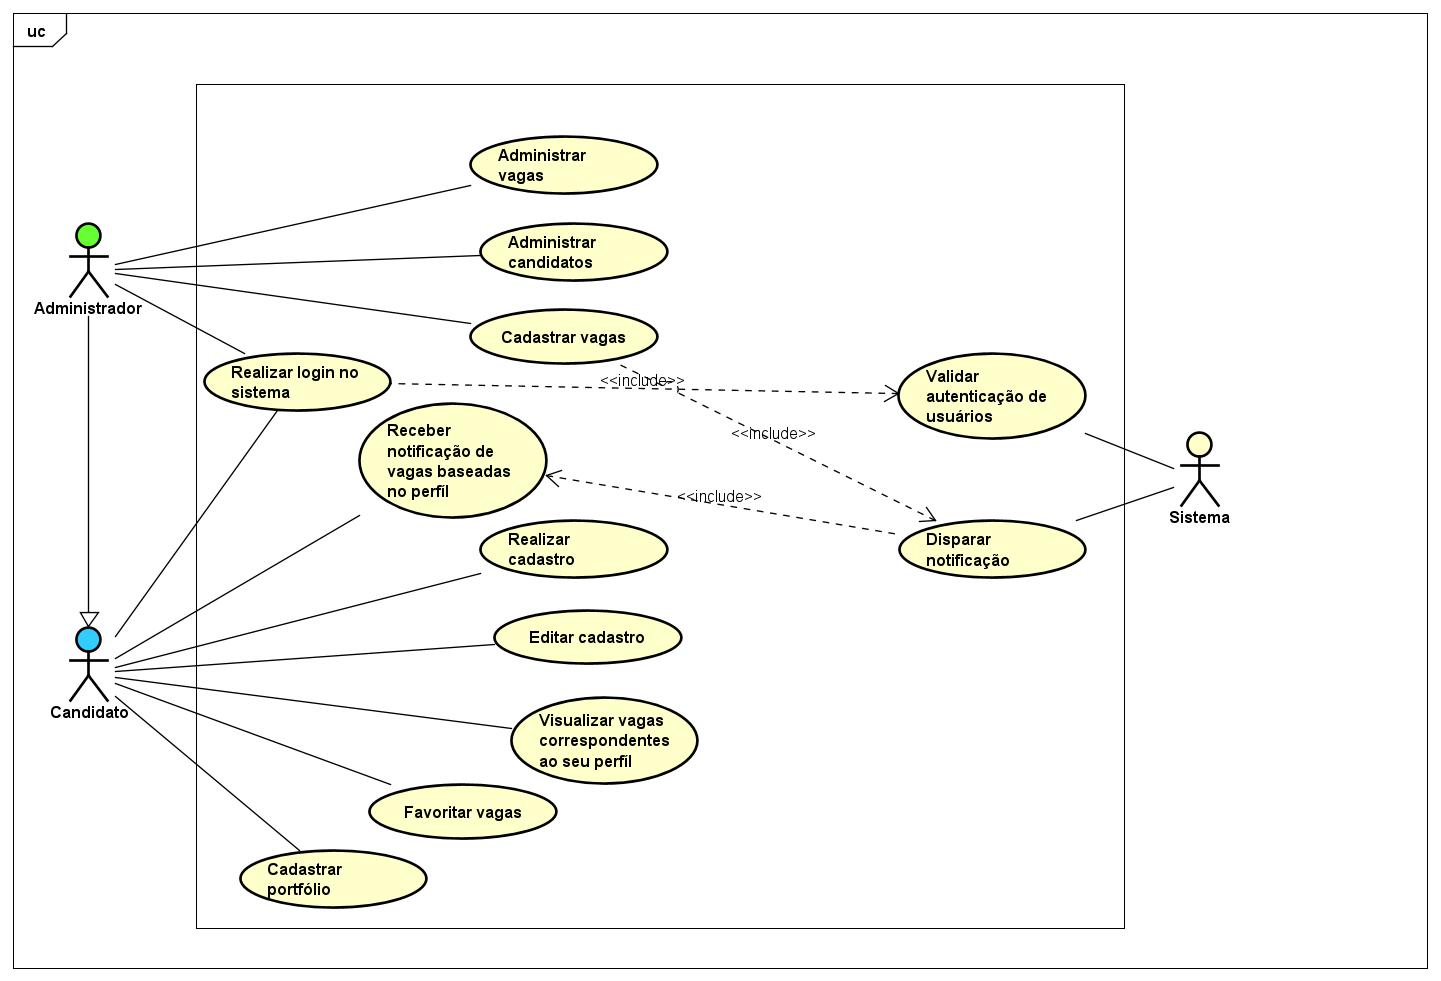 uc
Administrar
vagas
Administrar
candidatos
Administrador
Cadastrar vagas
Realizar login no
sistema
<<include>>
Validar
autenticação de
usuários
Receber
notificação de
vagas baseadas
no perfíl
<<include>>
<<include>>
Sistema
Realizar
cadastro
Disparar
notificação
Editar cadastro
Candidato
Visualizar vagas
correspondentes
ao seu perfíl
Favoritar vagas
Cadastrar
portfólio